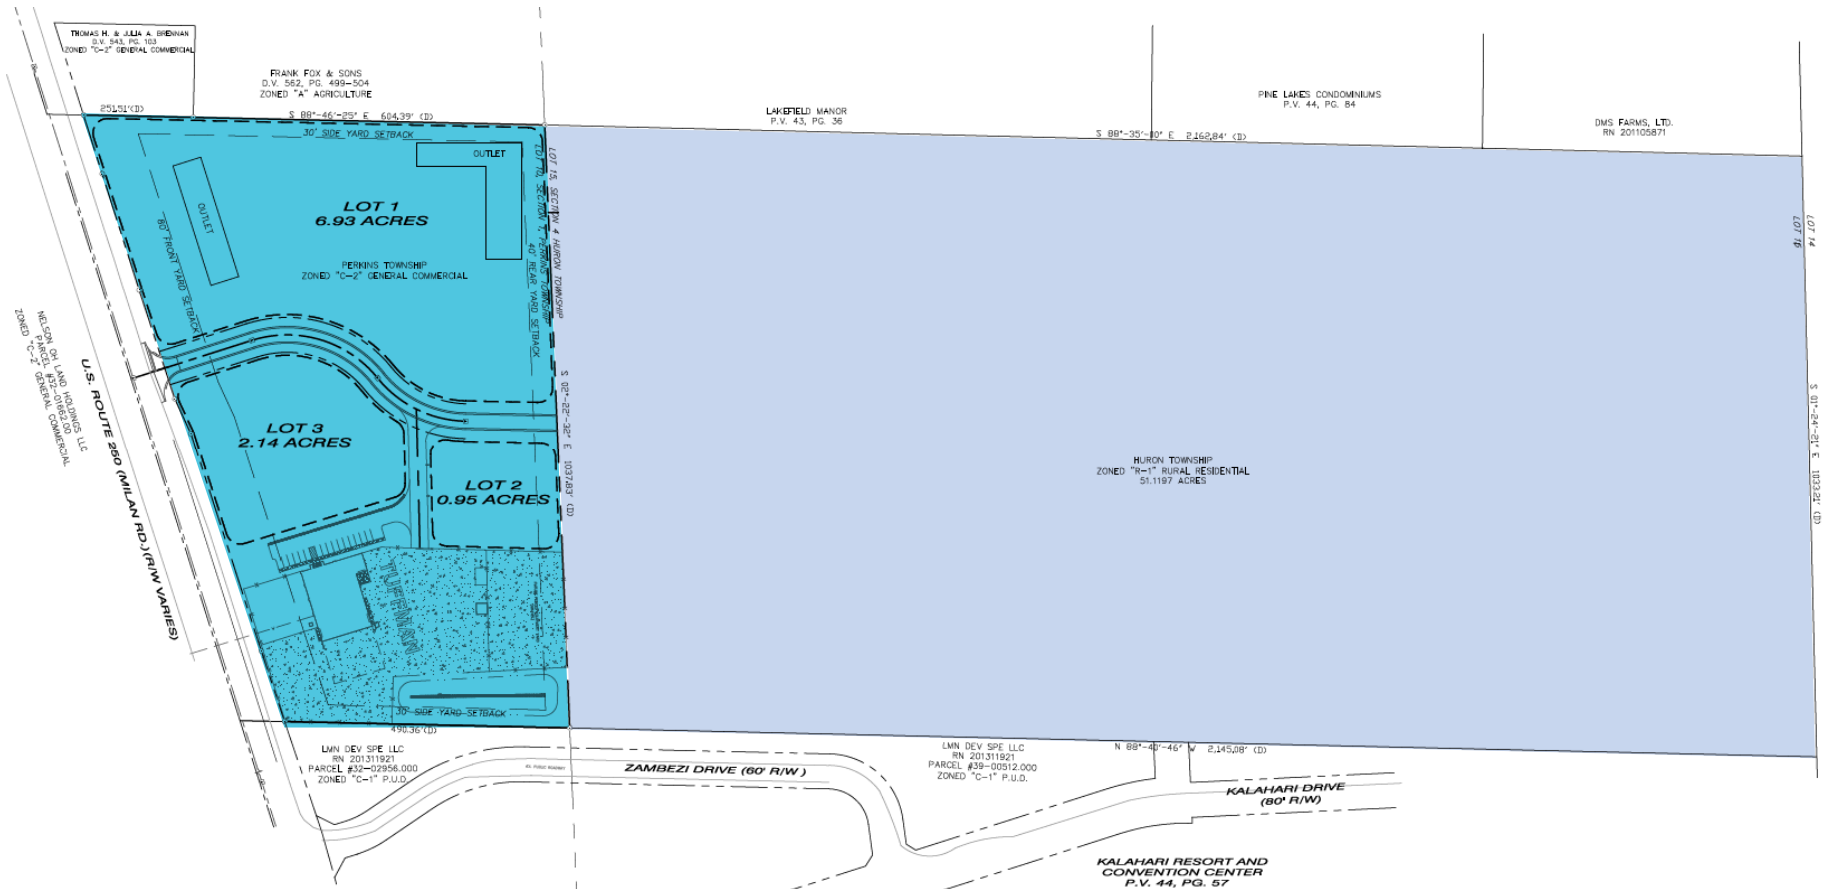 THOMAS H. & JULIA A. BRENNAN
D.V. 543, PG. 103
ZONED "C-2" GENERAL COMMERCIAL
FRANK FOX & SONS
D.V. 562, PG. 499-504
ZONED "A" AGRICULTURE
LAKEFIELD MANOR
P.V. 43, PG. 36
PINE LAKES CONDOMINIUMS
P.V. 44, PG. 84
DMS FARMS, LTD.
RN 201105871
251.51'(D)
S 88°-46'-25" E 604.39' (D)
S 88°-35'-10" E 2,162.84' (D)
30' SIDE YARD SETBACK
OUTLET
OUTLET
LOT 1
6.93 ACRES
PERKINS TOWNSHIP
ZONED "C-2" GENERAL COMMERCIAL
80' FRONT YARD SETBACK
40' REAR YARD SETBACK
LOT 15, SECTION 4 HURON TOWNSHIP
LOT 14
LOT 16
NELSON OH LAND HOLDINGS LLC
PARCEL #32-01662.00
ZONED "C-2" GENERAL COMMERCIAL
U.S. ROUTE 250 (MILAN RD.)(R/W VARIES)
LOT 3
2.14 ACRES
LOT 2
0.95 ACRES
S 02°-22'-32" E 1037.83' (D)
HURON TOWNSHIP
ZONED "R-1" RURAL RESIDENTIAL
51.1197 ACRES
S 01°-24'-21" E 1033.21' (D)
TUFFMAN
30' SIDE YARD SETBACK
490.36'(D)
LMN DEV SPE LLC
RN 201311921
PARCEL #32-02956.000
ZONED "C-1" P.U.D.
ZAMBEZI DRIVE (60' R/W)
LMN DEV SPE LLC
RN 201311921
PARCEL #39-00512.000
ZONED "C-1" P.U.D.
N 88°-40'-46" W 2,145.08' (D)
KALAHARI DRIVE
(80' R/W)
KALAHARI RESORT AND
CONVENTION CENTER
P.V. 44, PG. 57